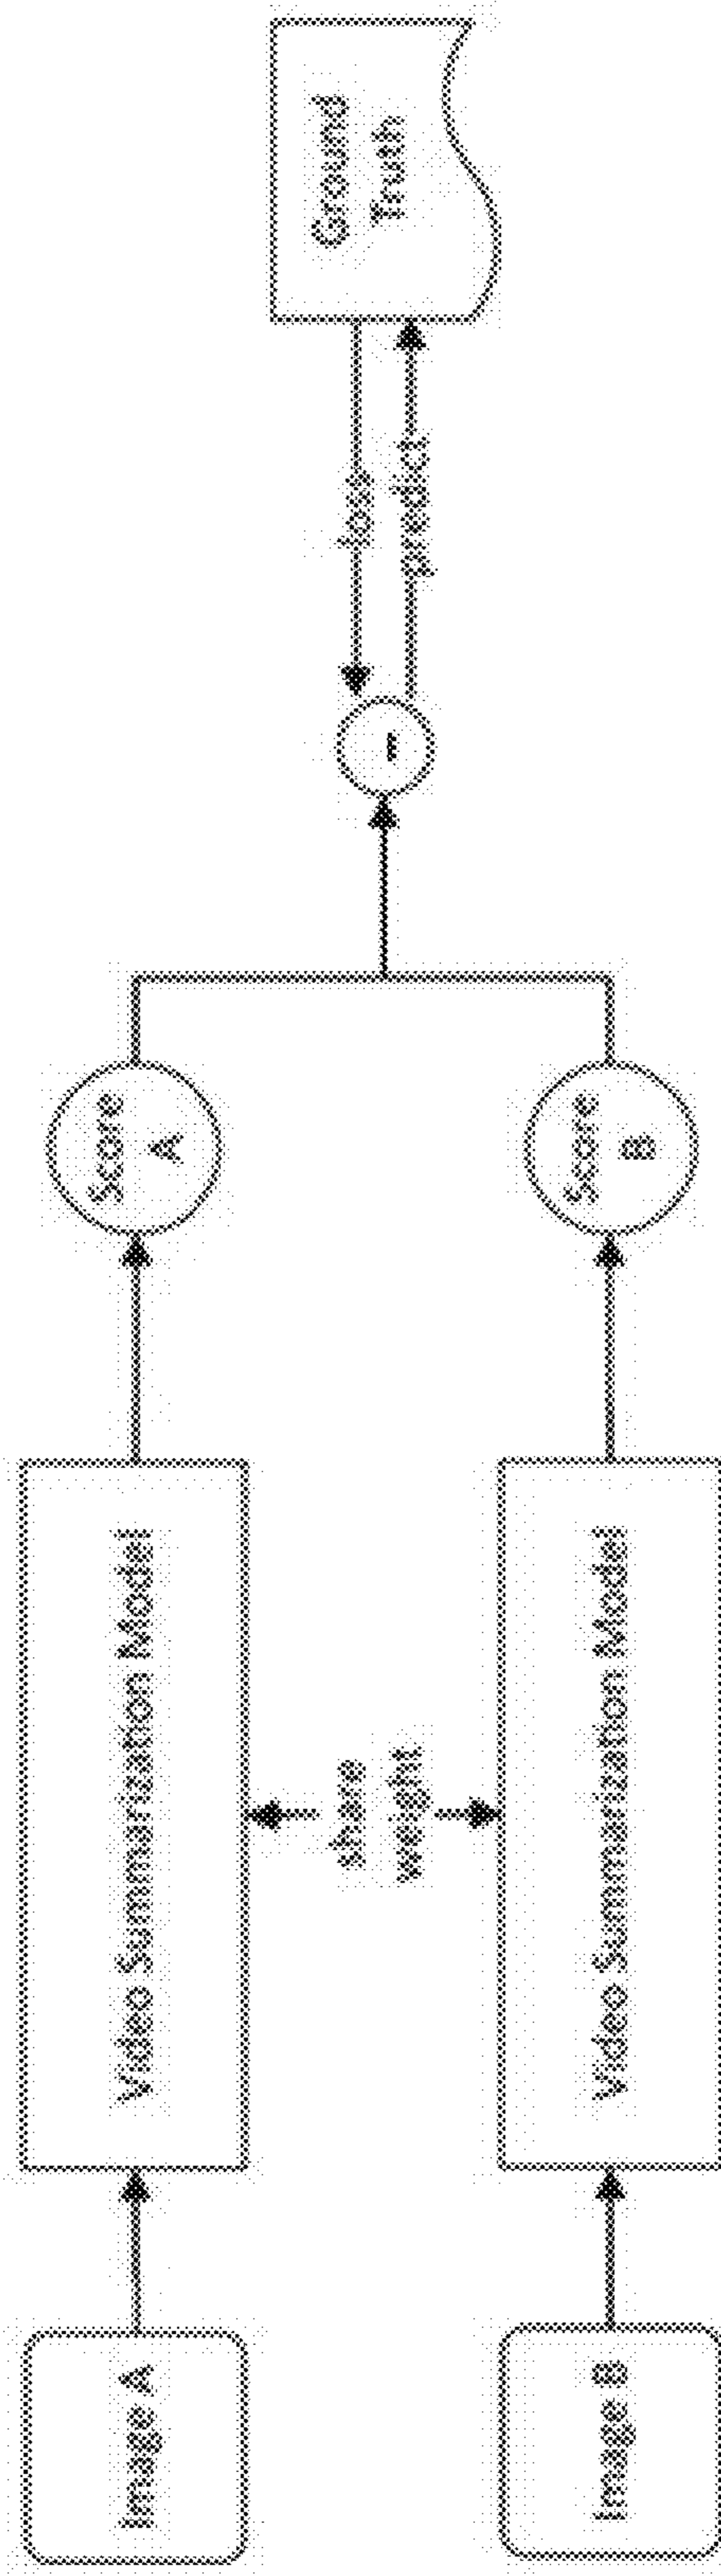 Image A
Video Summarization Model
Score
A
share
weight
Image B
Video Summarization Model
Score
B
-
loss
predict
Ground
Truth